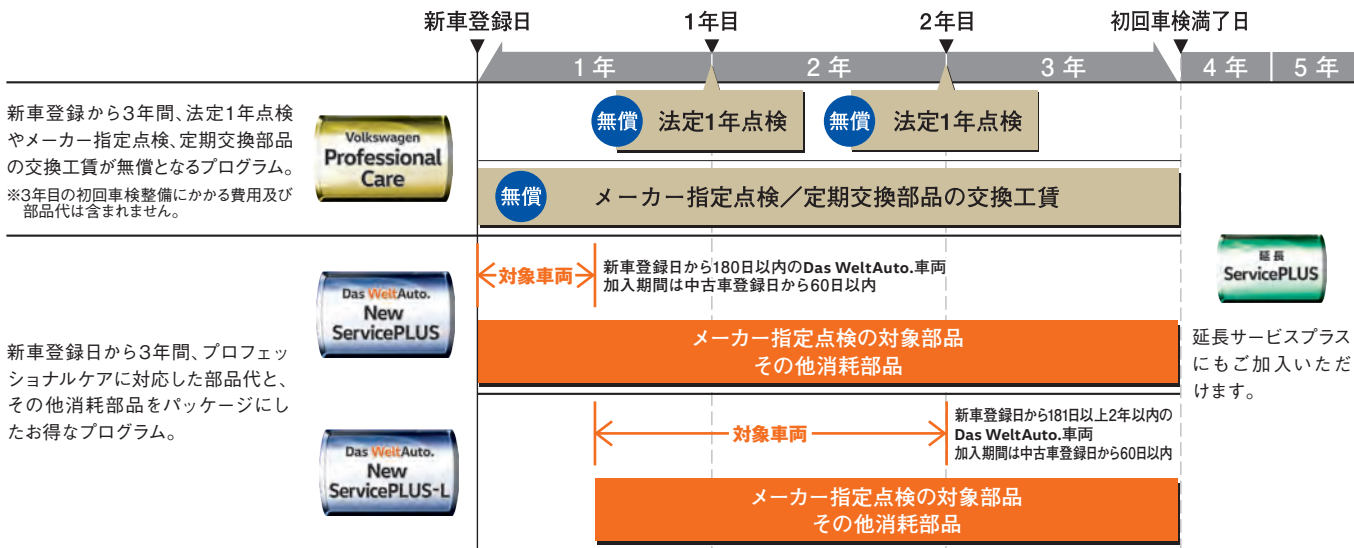 新車登録日
1年目
2年目
初回車検満了日
1 年
2 年
3 年
4 年
5 年
新車登録から3年間、法定1年点検
やメーカー指定点検、定期交換部品
の交換工賃が無償となるプログラム。
※3年目の初回車検整備にかかる費用及び
部品代は含まれません。
Volkswagen
Professional
Care
無償
法定1年点検
無償
法定1年点検
無償
メーカー指定点検／定期交換部品の交換工賃
新車登録日から3年間、プロフェッ
ショナルケアに対応した部品代と、
その他消耗部品をパッケージにし
たお得なプログラム。
Das WeltAuto.
New
ServicePLUS
対象車両
新車登録日から180日以内のDas WeltAuto.車両
加入期間は中古車登録日から60日以内
メーカー指定点検の対象部品
その他消耗部品
Das WeltAuto.
New
ServicePLUS-L
対象車両
新車登録日から181日以上2年以内の
Das WeltAuto.車両
加入期間は中古車登録日から60日以内
メーカー指定点検の対象部品
その他消耗部品
延長
ServicePLUS
延長サービスプラス
にもご加入いただ
けます。